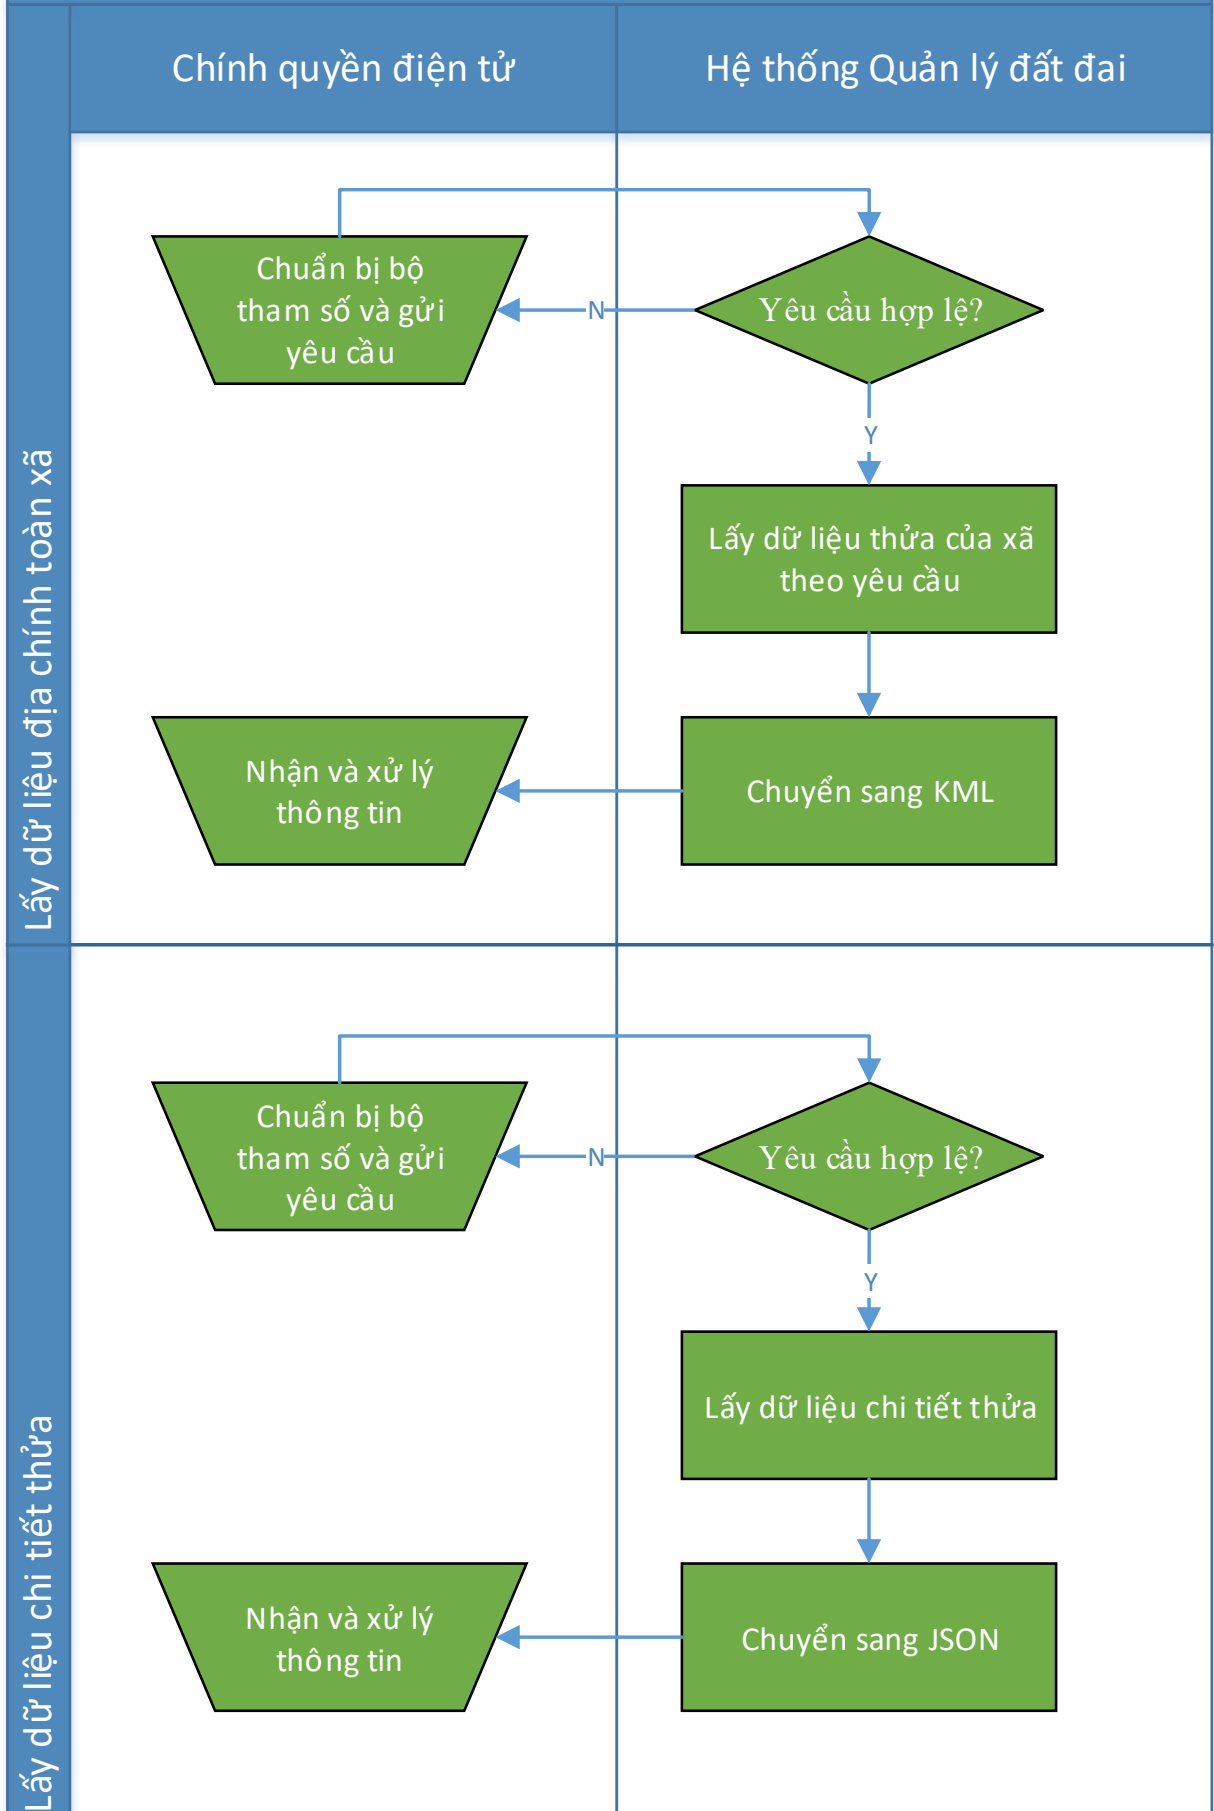 Chính quyền điện tử
Hệ thống Quản lý đất đai
Lấy dữ liệu địa chính toàn xã
Chuẩn bị bộ
tham số và gửi
yêu cầu
N
Yêu cầu hợp lệ?
Y
Lấy dữ liệu thửa của xã
theo yêu cầu
Nhận và xử lý
thông tin
Chuyển sang KML
Lấy dữ liệu chi tiết thửa
Chuẩn bị bộ
tham số và gửi
yêu cầu
N
Yêu cầu hợp lệ?
Y
Lấy dữ liệu chi tiết thửa
Nhận và xử lý
thông tin
Chuyển sang JSON